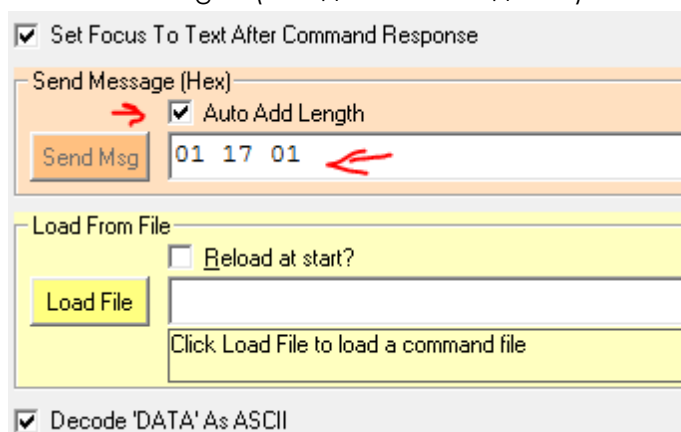 Set Focus To Text After Command Response
Send Message (Hex)
Auto Add Length
Send Msg
01 17 01
Load From File
Reload at start?
Load File
Click Load File to load a command file
Decode 'DATA' As ASCII